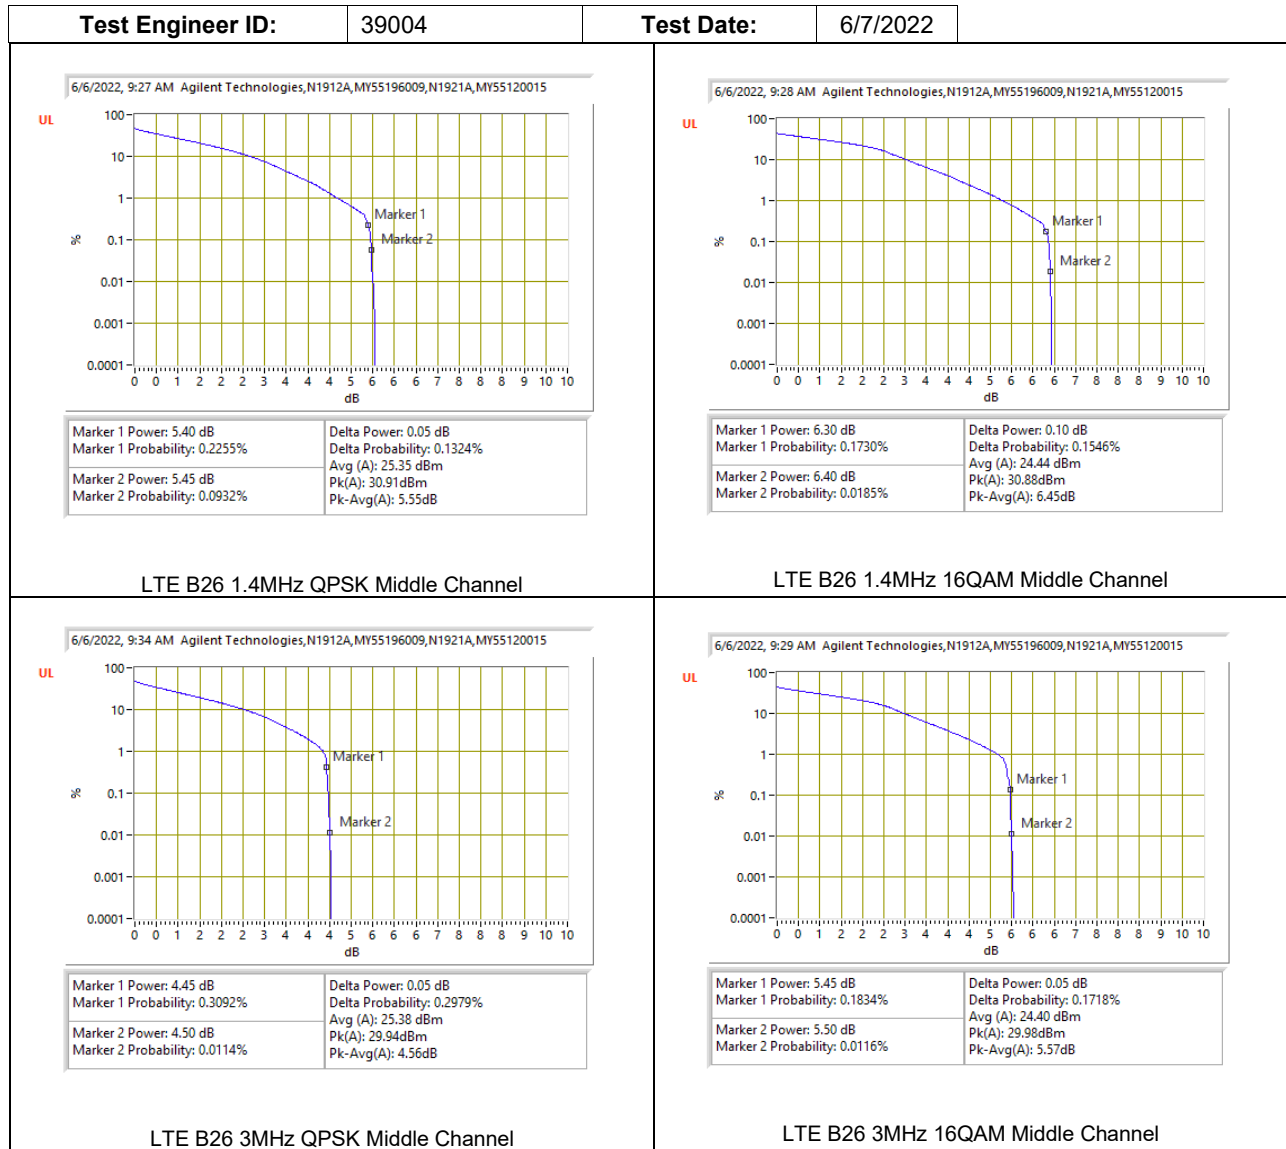 Test Engineer ID: 39004 Test Date: 6/7/2022
6/6/2022, 9:27 AM Agilent Technologies,N1912A,MY55196009,N1921A,MY55120015
UL
100
10
1
Marker 1
Marker 2
%
0.1
0.01
0.001
0.0001
0 0 1 2 2 2 3 4 4 4 5 6 6 6 7 8 8 8 9 10 10
dB
Marker 1 Power: 5.40 dB
Marker 1 Probability: 0.2255%
Marker 2 Power: 5.45 dB
Marker 2 Probability: 0.0932%
Delta Power: 0.05 dB
Delta Probability: 0.1324%
Avg (A): 25.35 dBm
Pk(A): 30.91dBm
Pk-Avg(A): 5.55dB
LTE B26 1.4MHz QPSK Middle Channel
6/6/2022, 9:28 AM Agilent Technologies,N1912A,MY55196009,N1921A,MY55120015
UL
100
10
1
Marker 1
%
0.1
Marker 2
0.01
0.001
0.0001
0 0 1 2 2 2 3 4 4 4 5 6 6 6 7 8 8 8 9 10 10
dB
Marker 1 Power: 6.30 dB
Marker 1 Probability: 0.1730%
Marker 2 Power: 6.40 dB
Marker 2 Probability: 0.0185%
Delta Power: 0.10 dB
Delta Probability: 0.1546%
Avg (A): 24.44 dBm
Pk(A): 30.88dBm
Pk-Avg(A): 6.45dB
LTE B26 1.4MHz 16QAM Middle Channel
6/6/2022, 9:34 AM Agilent Technologies,N1912A,MY55196009,N1921A,MY55120015
UL
100
10
1
Marker 1
%
0.1
Marker 2
0.01
0.001
0.0001
0 0 1 2 2 2 3 4 4 4 5 6 6 6 7 8 8 8 9 10 10
dB
Marker 1 Power: 4.45 dB
Marker 1 Probability: 0.3092%
Marker 2 Power: 4.50 dB
Marker 2 Probability: 0.0114%
Delta Power: 0.05 dB
Delta Probability: 0.2979%
Avg (A): 25.38 dBm
Pk(A): 29.94dBm
Pk-Avg(A): 4.56dB
LTE B26 3MHz QPSK Middle Channel
6/6/2022, 9:29 AM Agilent Technologies,N1912A,MY55196009,N1921A,MY55120015
UL
100
10
1
Marker 1
%
0.1
Marker 2
0.01
0.001
0.0001
0 0 1 2 2 2 3 4 4 4 5 6 6 6 7 8 8 8 9 10 10
dB
Marker 1 Power: 5.45 dB
Marker 1 Probability: 0.1834%
Marker 2 Power: 5.50 dB
Marker 2 Probability: 0.0116%
Delta Power: 0.05 dB
Delta Probability: 0.1718%
Avg (A): 24.40 dBm
Pk(A): 29.98dBm
Pk-Avg(A): 5.57dB
LTE B26 3MHz 16QAM Middle Channel